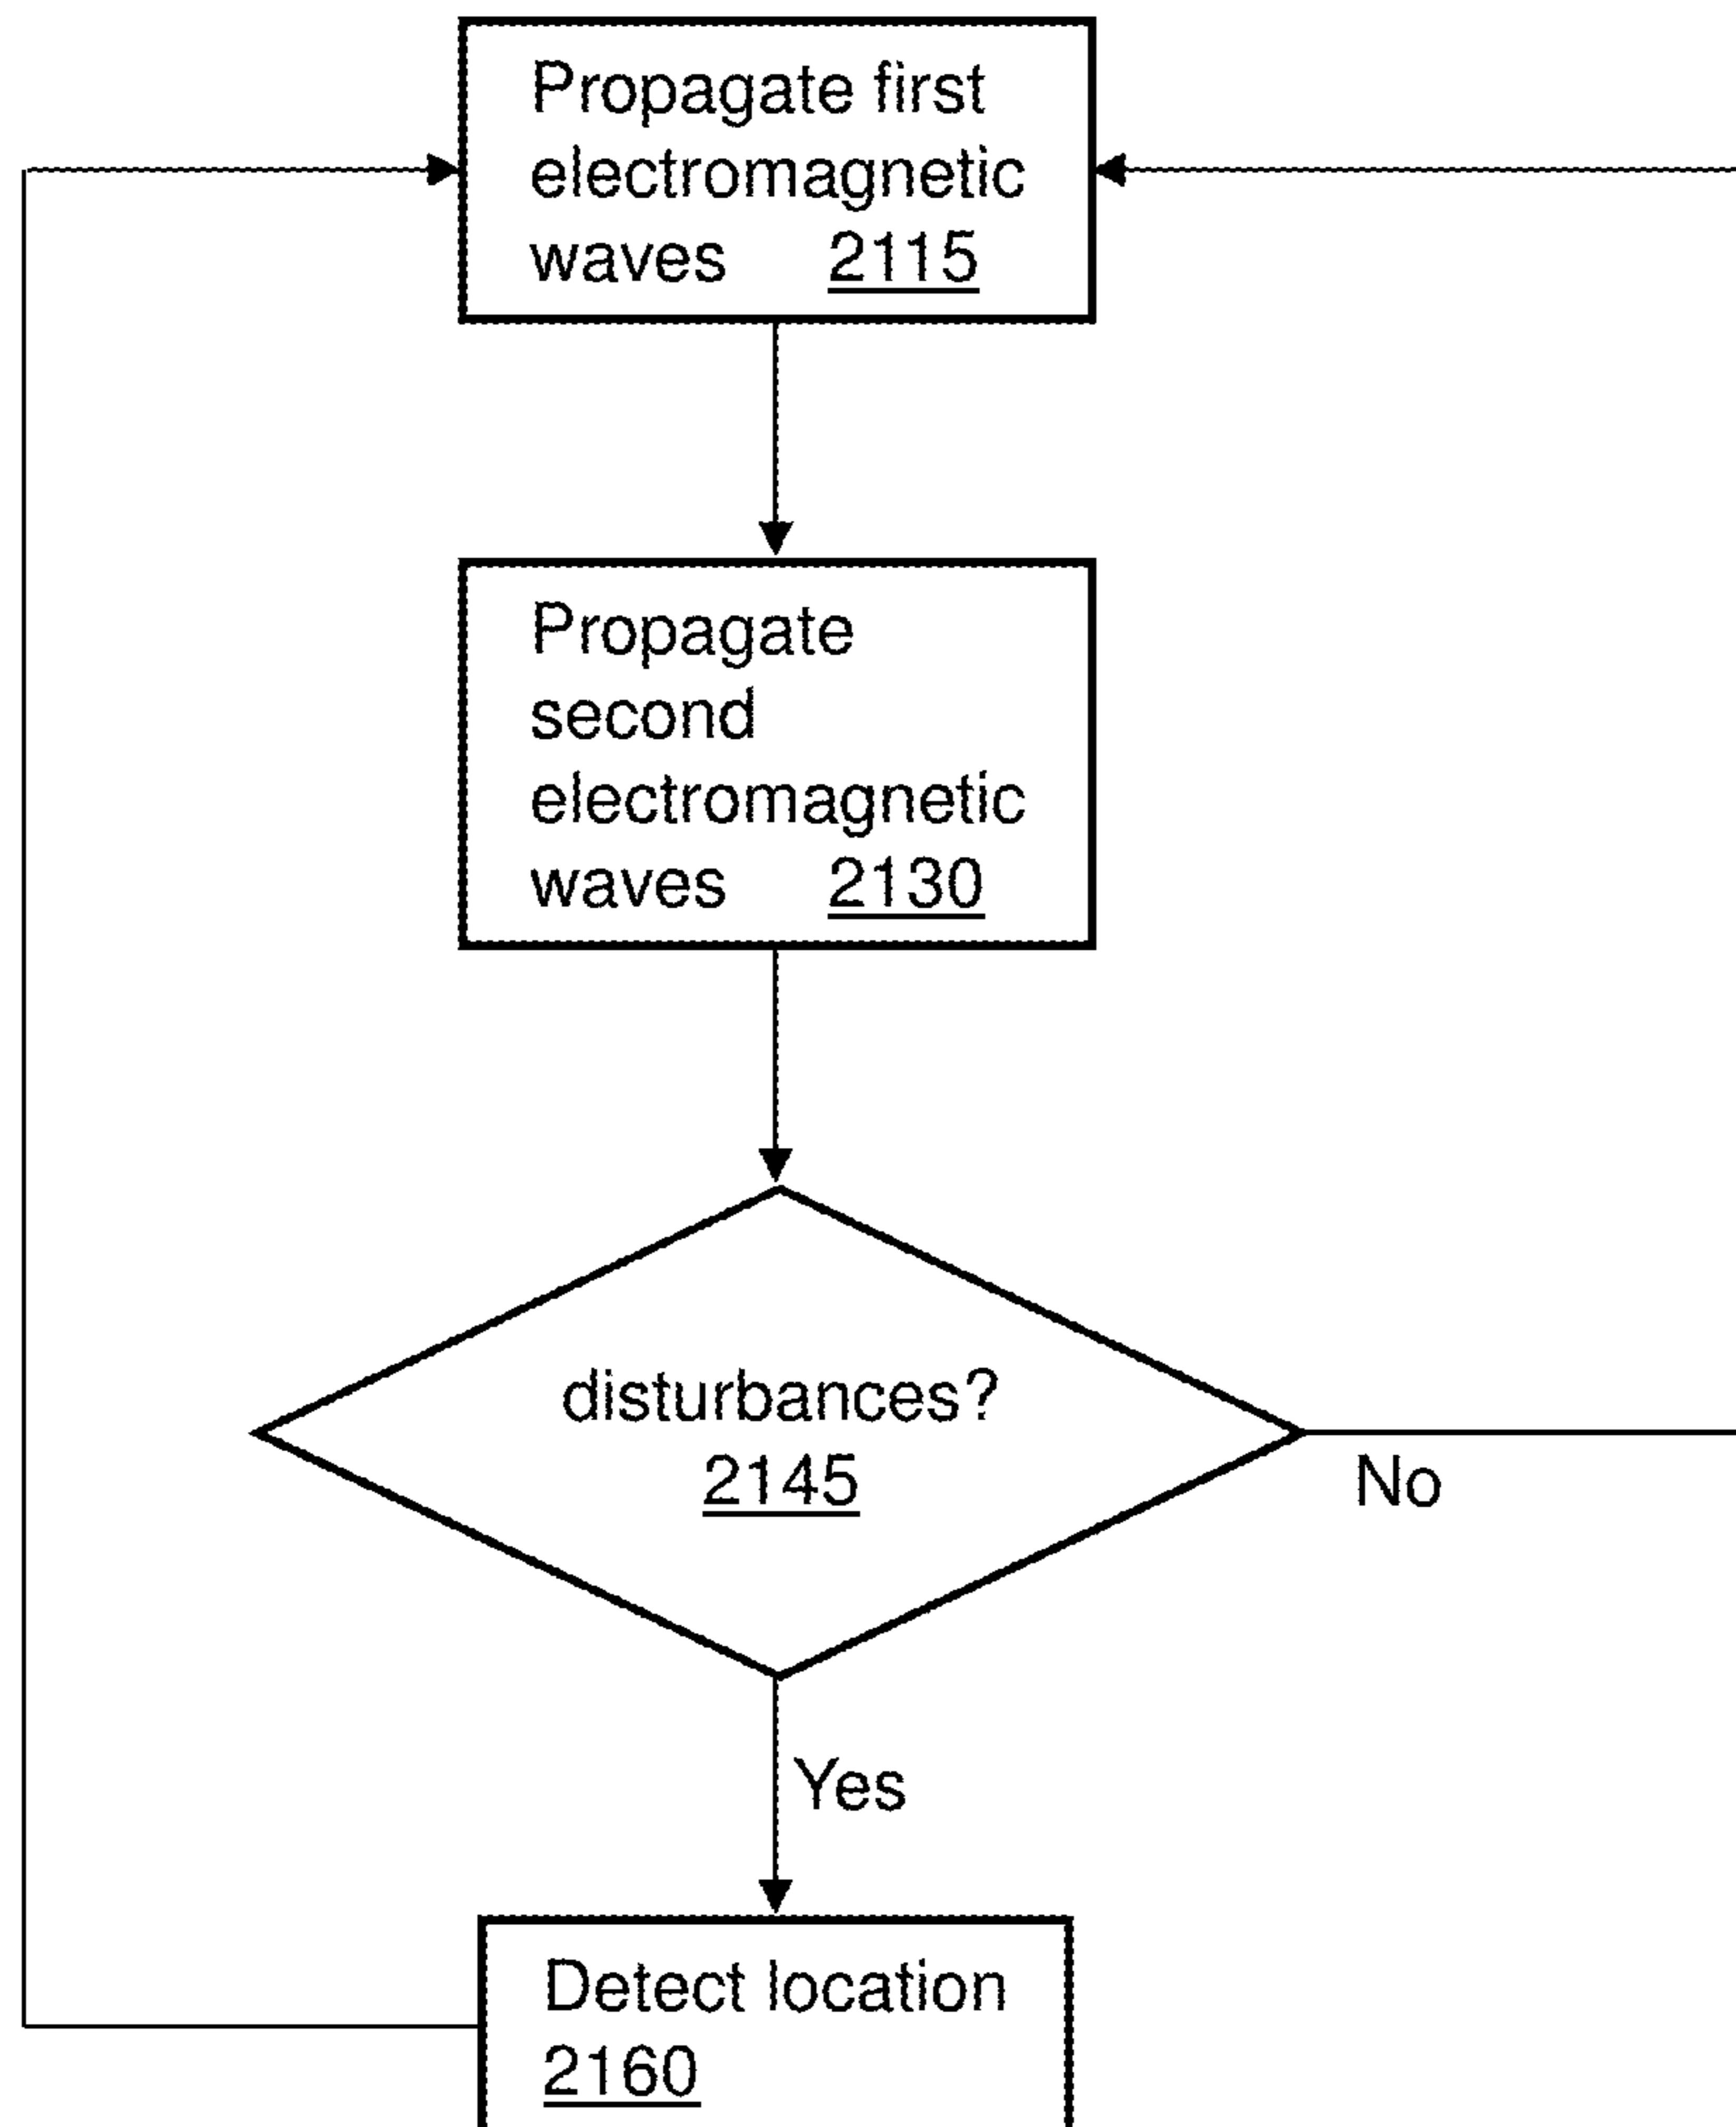 Propagate first
electromagnetic
waves 2115
Propagate
second
electromagnetic
waves 2130
disturbances?
2145
No
Yes
Detect location
2160